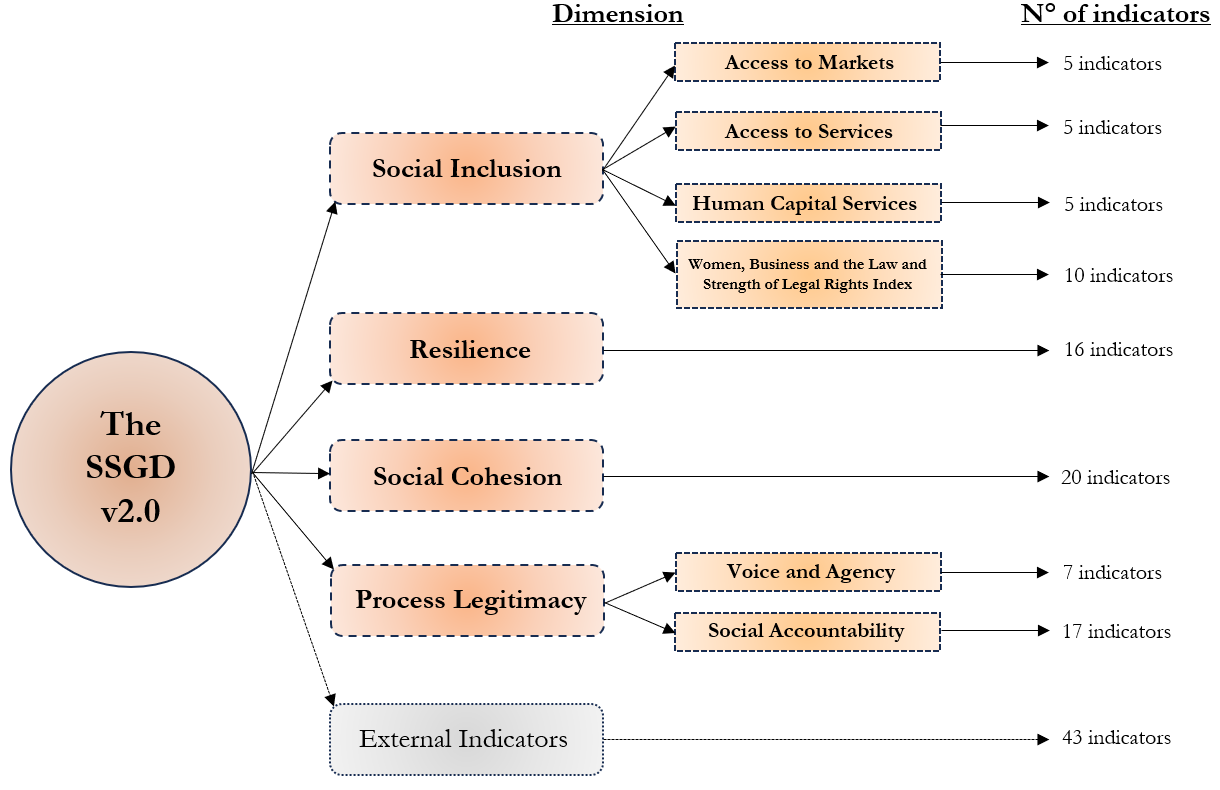 Dimension
N° of indicators
Access to Markets
5 indicators
Access to Services
5 indicators
Social Inclusion
Human Capital Services
5 indicators
Women, Business and the Law and
Strength of Legal Rights Index
10 indicators
Resilience
16 indicators
The
SSGD
v2.0
Social Cohesion
20 indicators
Process Legitimacy
Voice and Agency
7 indicators
Social Accountability
17 indicators
External Indicators
43 indicators